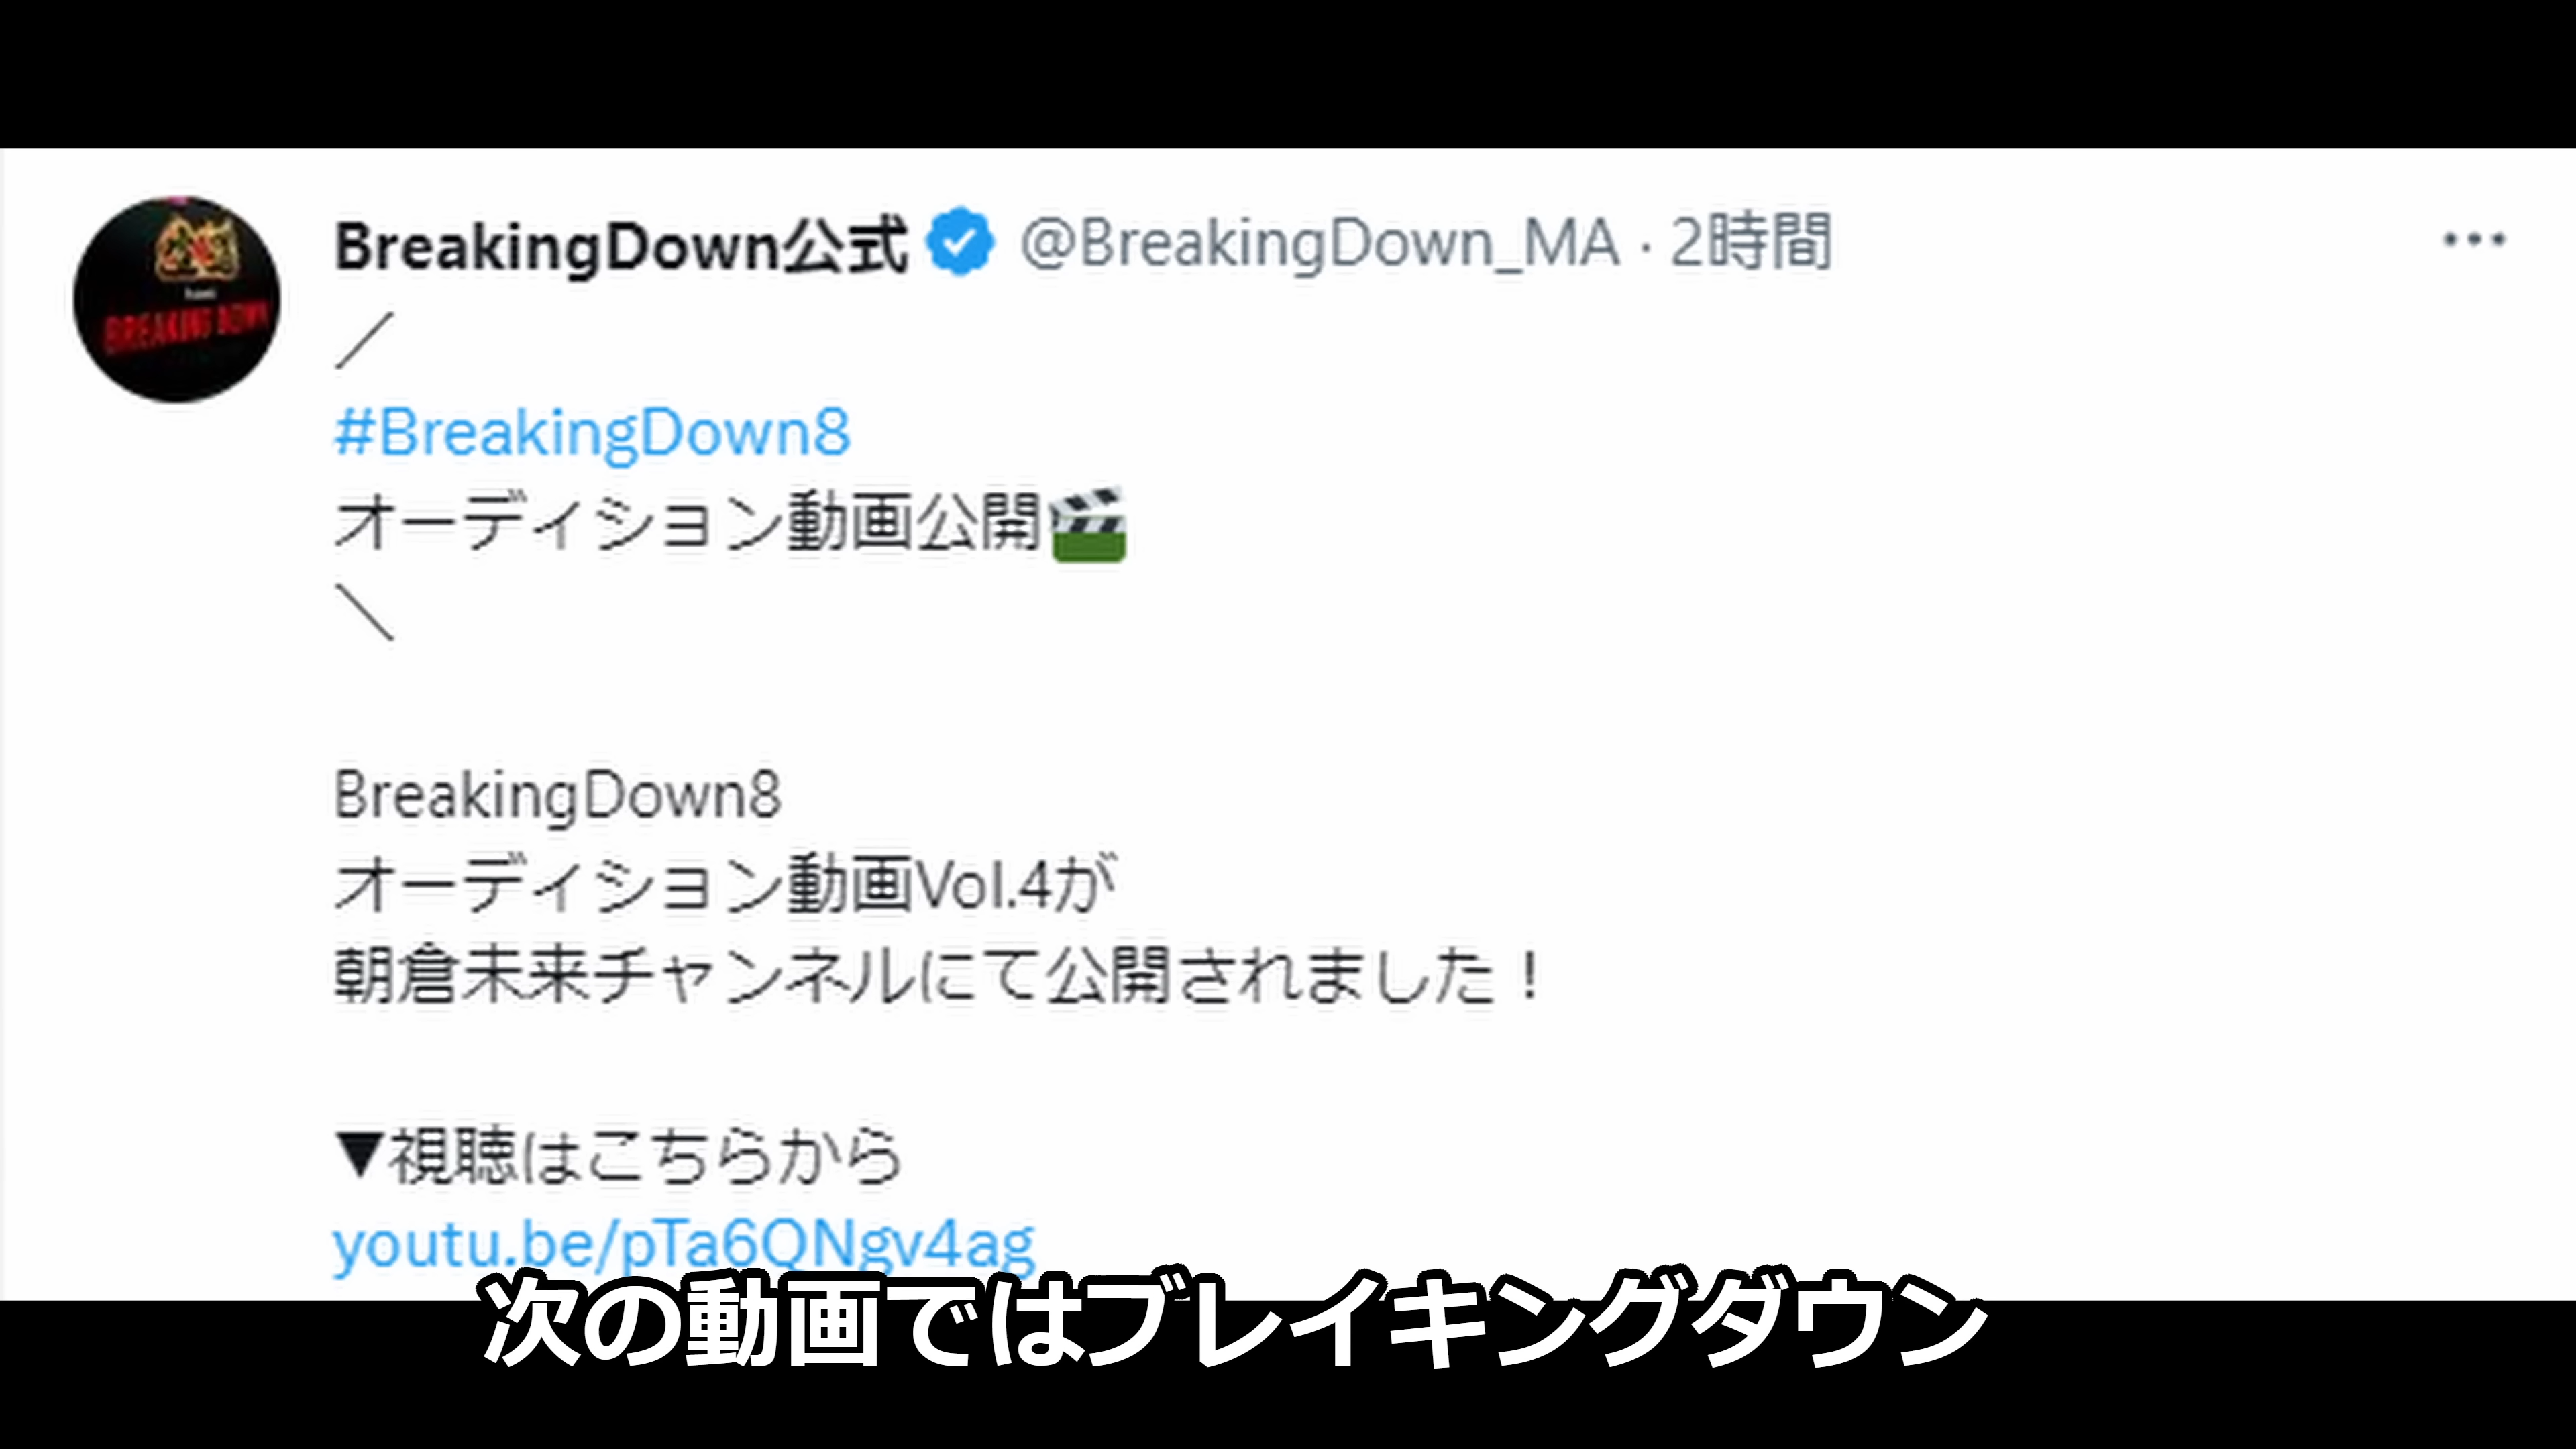 BreakingDown公式 @BreakingDown_MA · 2時間
／
#BreakingDown8
オーディション動画公開🎬
＼
BreakingDown8
オーディション動画Vol.4が
朝倉未来チャンネルにて公開されました！
▼視聴はこちらから
youtu.be/pTa6QNgv4ag
次の動画ではブレイキングダウン
BREAKING DOWN